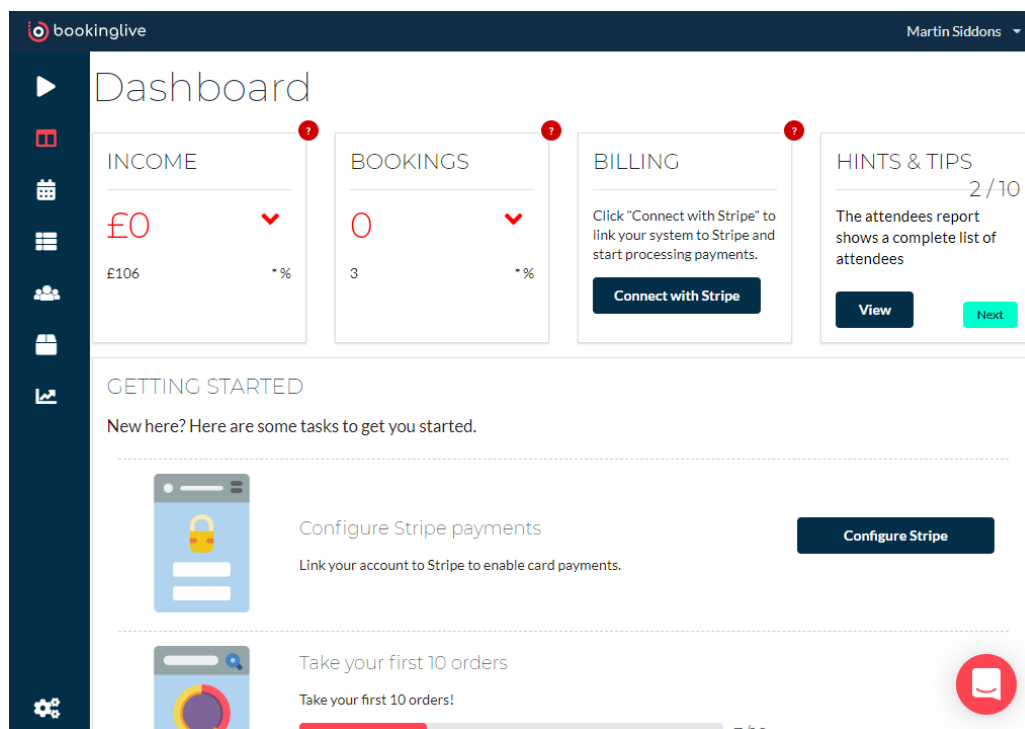 bookinglive
Martin Siddons
Dashboard
?
?
?
INCOME
£0
£106
* %
BOOKINGS
0
3
* %
BILLING
Click "Connect with Stripe" to
link your system to Stripe and
start processing payments.
Connect with Stripe
HINTS & TIPS
2 / 10
The attendees report
shows a complete list of
attendees
View
Next
GETTING STARTED
New here? Here are some tasks to get you started.
Configure Stripe payments
Link your account to Stripe to enable card payments.
Configure Stripe
Take your first 10 orders
Take your first 10 orders!